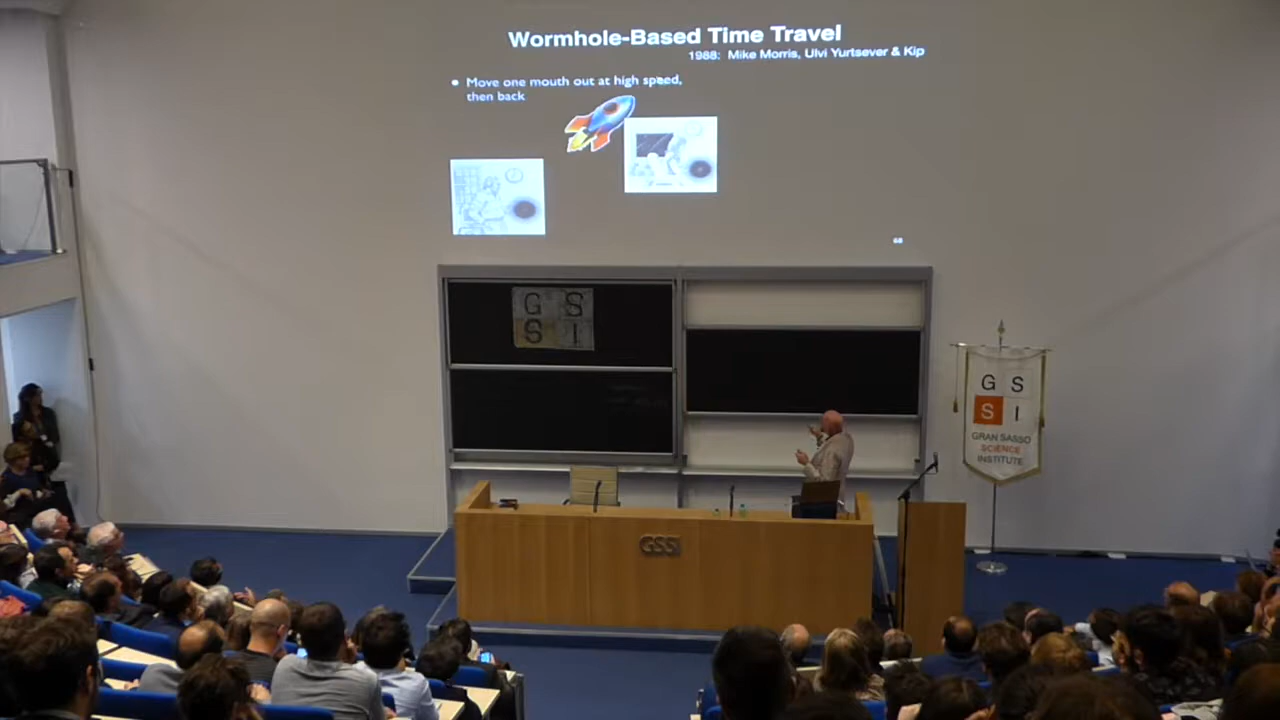 Wormhole-Based Time Travel
1988: Mike Morris, Ulvi Yurtsever & Kip
• Move one mouth out at high speed,
then back
68
G S
S I
G S
S I
GRAN SASSO
SCIENCE
INSTITUTE
GSSI